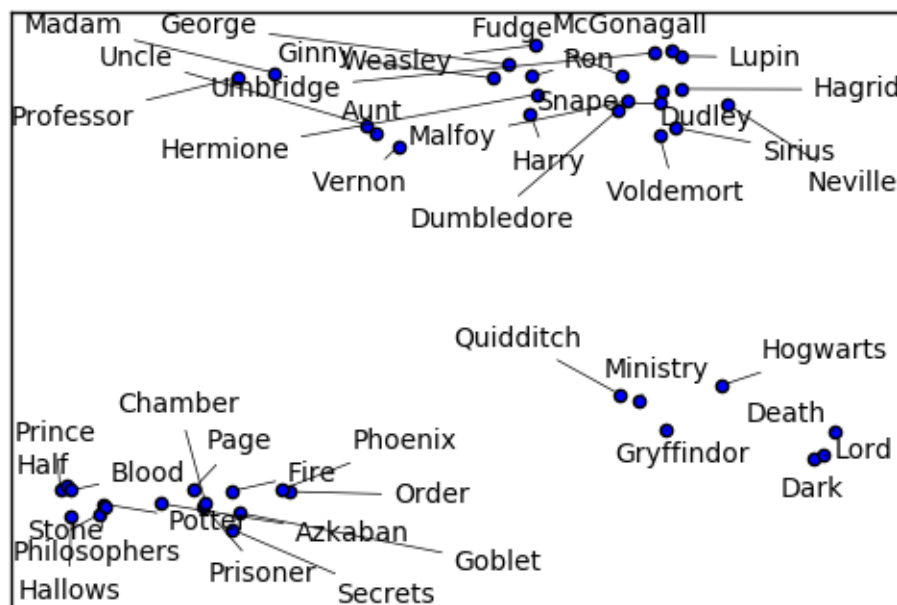 Madam
George
Fudge
McGonagall
Uncle
Ginny
Weasley
Ron
Lupin
Umbridge
Hagrid
Professor
Aunt
Snape
Dudley
Hermione
Malfoy
Harry
Sirius
Vernon
Voldemort
Neville
Dumbledore
Quidditch
Hogwarts
Ministry
Chamber
Death
Prince
Page
Phoenix
Gryffindor
Lord
Half
Blood
Fire
Order
Dark
Stone
Potter
Azkaban
Philosophers
Goblet
Prisoner
Hallows
Secrets